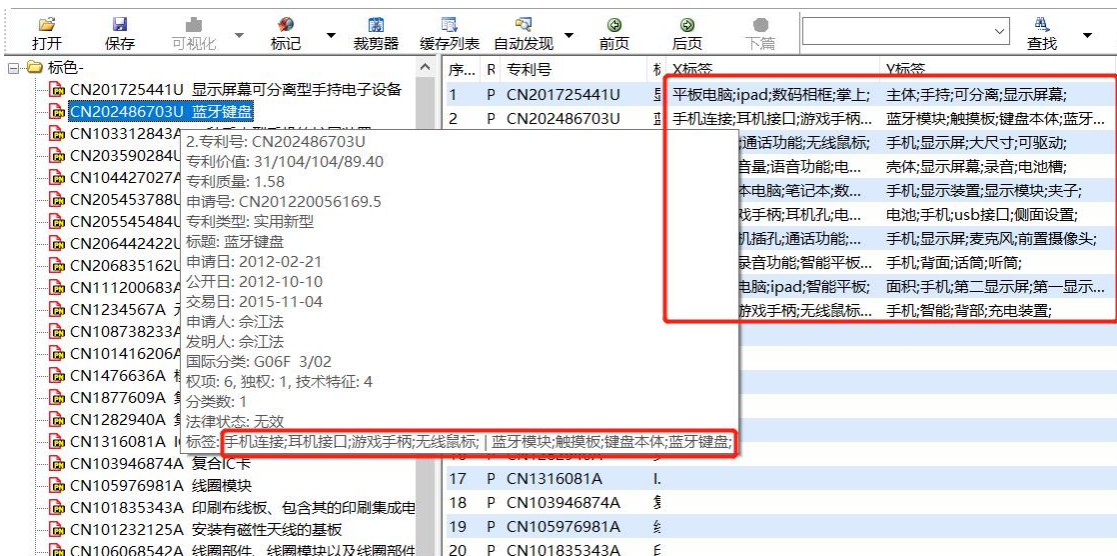 打开 保存 可视化 标记 裁剪器 缓存列表 自动发现 前页 后页 下篇 查找
标色-
CN201725441U 显示屏幕可分离型手持电子设备
CN202486703U 蓝牙键盘
CN103312843A
CN203590284U
CN104427027A
CN205453788U
CN205545484U
CN206442422U
CN206835162U
CN111200683A
CN1234567A
CN108738233A
CN101416206A
CN1476636A
CN1877609A
CN1282940A
CN1316081A
CN103946874A 复合IC卡
CN105976981A 线圈模块
CN101835343A 印刷布线板、包含其的印刷集成电
CN101232125A 安装有磁性天线的基板
CN106068542A 线圈部件、线圈模块以及线圈部件
2.专利号: CN202486703U
专利价值: 31/104/104/89.40
专利质量: 1.58
申请号: CN201220056169.5
专利类型: 实用新型
标题: 蓝牙键盘
申请日: 2012-02-21
公开日: 2012-10-10
交易日: 2015-11-04
申请人: 佘江法
发明人: 佘江法
国际分类: G06F 3/02
权项: 6, 独权: 1, 技术特征: 4
分类数: 1
法律状态: 无效
标签: 手机连接;耳机接口;游戏手柄;无线鼠标; | 蓝牙模块;触摸板;键盘本体;蓝牙键盘;
序... R 专利号 X标签 Y标签
1 P CN201725441U 平板电脑;ipad;数码相框;掌上; 主体;手持;可分离;显示屏幕;
2 P CN202486703U 手机连接;耳机接口;游戏手柄... 蓝牙模块;触摸板;键盘本体;蓝牙...
;通话功能;无线鼠标; 手机;显示屏;大尺寸;可驱动;
音量;语音功能;电... 壳体;显示屏幕;录音;电池槽;
本电脑;笔记本;数... 手机;显示装置;显示模块;夹子;
戏手柄;耳机孔;电... 电池;手机;usb接口;侧面设置;
机插孔;通话功能;... 手机;显示屏;麦克风;前置摄像头;
录音功能;智能平板... 手机;背面;话筒;听筒;
电脑;ipad;智能平板; 面积;手机;第二显示屏;第一显示...
游戏手柄;无线鼠标... 手机;智能;背部;充电装置;
17 P CN1316081A I.
18 P CN103946874A 复
19 P CN105976981A
20 P CN101835343A